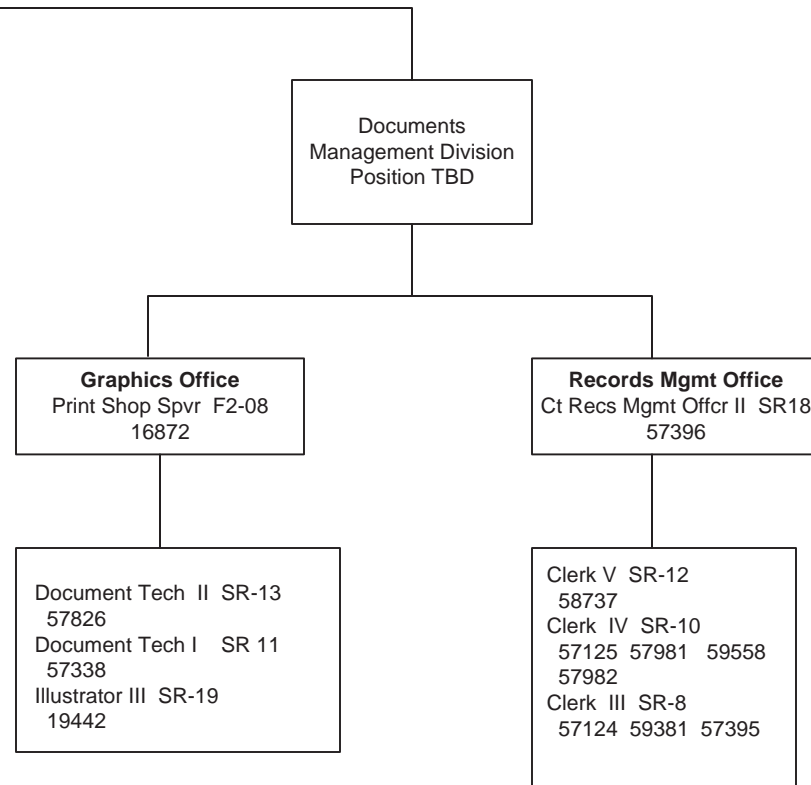 Documents
Management Division
Position TBD
Graphics Office
Print Shop Spvr F2-08
16872
Records Mgmt Office
Ct Recs Mgmt Offcr II SR18
57396
Document Tech II SR-13
57826
Document Tech I SR 11
57338
Illustrator III SR-19
19442
Clerk V SR-12
58737
Clerk IV SR-10
57125 57981 59558
57982
Clerk III SR-8
57124 59381 57395